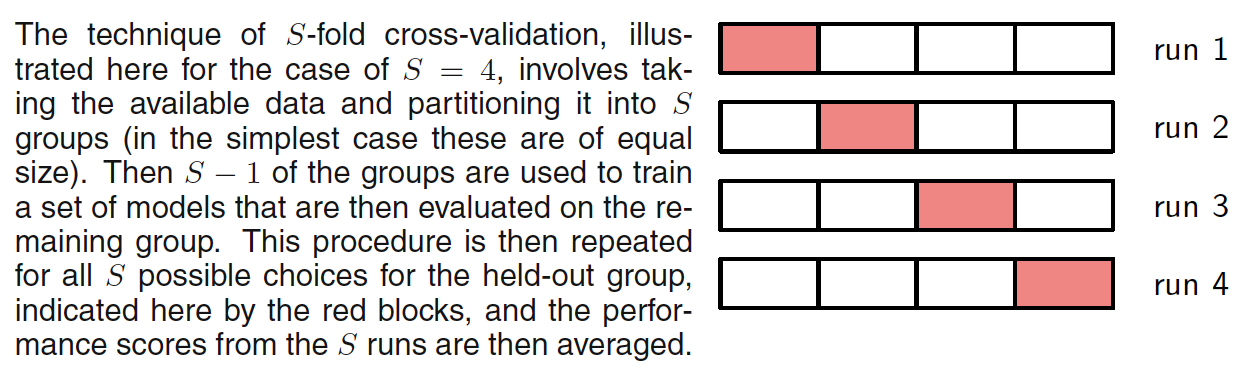 The technique of S-fold cross-validation, illus-
trated here for the case of S = 4, involves tak-
ing the available data and partitioning it into S
groups (in the simplest case these are of equal
size). Then S − 1 of the groups are used to train
a set of models that are then evaluated on the re-
maining group. This procedure is then repeated
for all S possible choices for the held-out group,
indicated here by the red blocks, and the perfor-
mance scores from the S runs are then averaged.
run 1
run 2
run 3
run 4